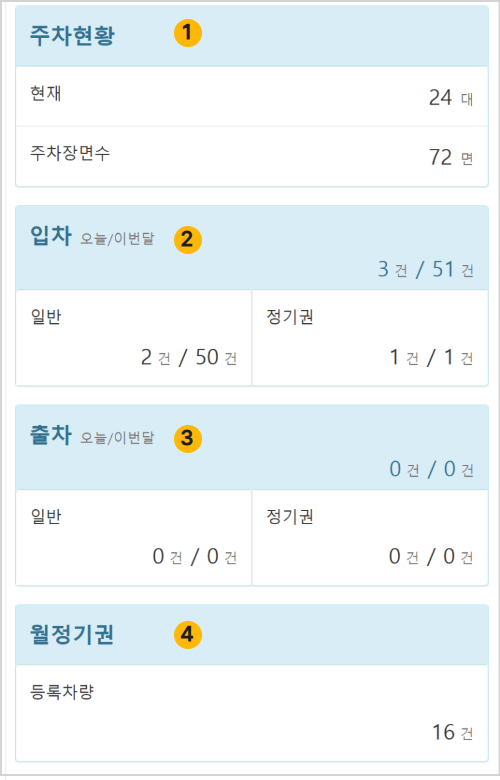 주차현황 1
현재
24 대
주차장면수
72 면
입차 오늘/이번달 2
3 건 / 51 건
일반
2 건 / 50 건
정기권
1 건 / 1 건
출차 오늘/이번달 3
0 건 / 0 건
일반
0 건 / 0 건
정기권
0 건 / 0 건
월정기권 4
등록차량
16 건